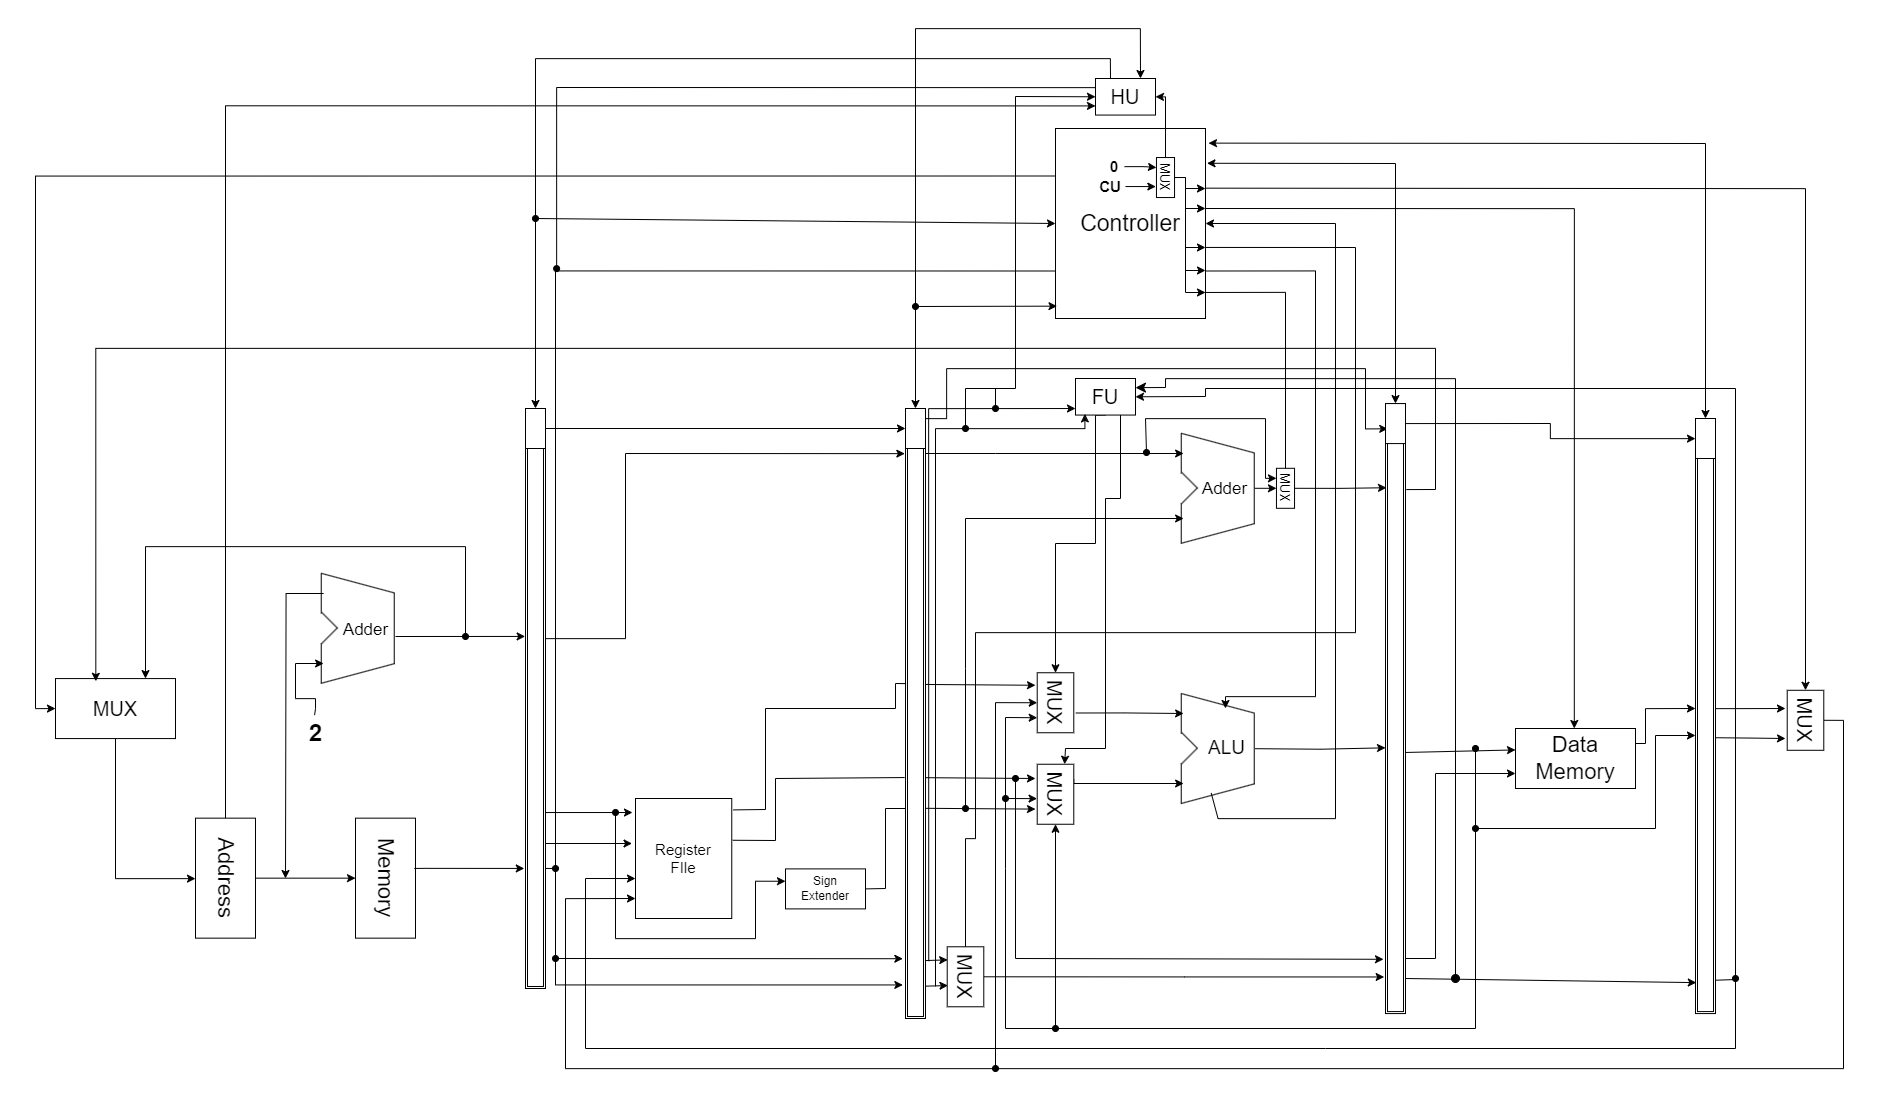 HU
0
MUX
CU
Controller
FU
Adder
MUX
Adder
MUX
2
MUX
MUX
ALU
MUX
Data
Memory
MUX
Address
Memory
Register
FIle
Sign
Extender
MUX